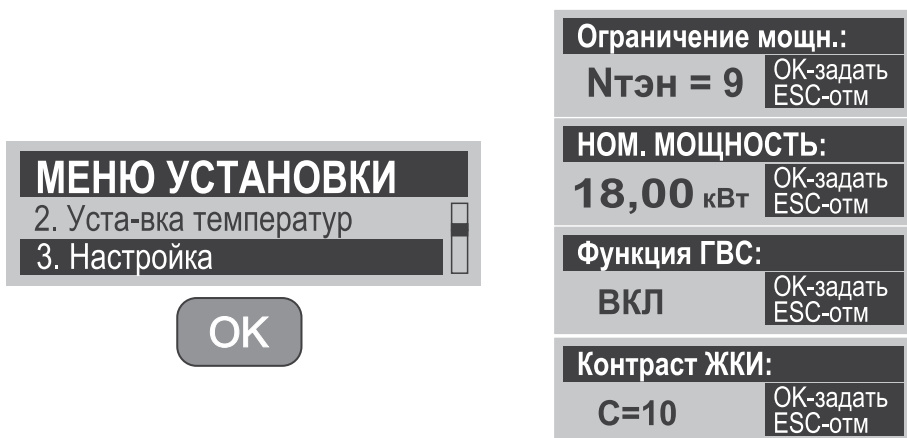 МЕНЮ УСТАНОВКИ
2. Уста-вка температур
3. Настройка
OK
Ограничение мощн.:
Nтэн = 9
OK-задать
ESC-отм
НОМ. МОЩНОСТЬ:
18,00 кВт
OK-задать
ESC-отм
Функция ГВС:
ВКЛ
OK-задать
ESC-отм
Контраст ЖКИ:
C=10
OK-задать
ESC-отм